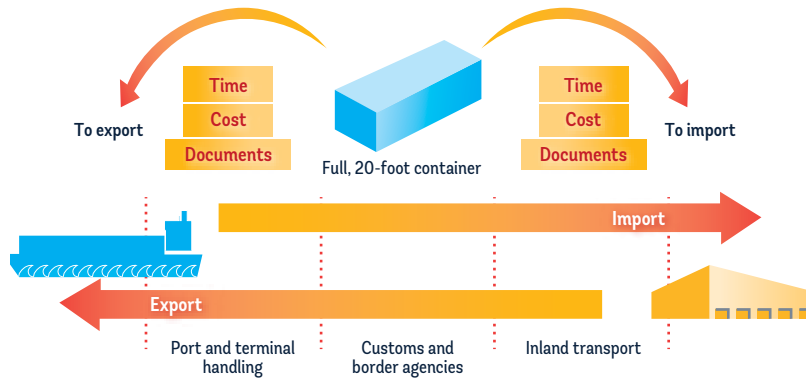 Time
Cost
Documents
To export
Full, 20-foot container
Time
Cost
Documents
To import
Import
Export
Port and terminal
handling
Customs and
border agencies
Inland transport